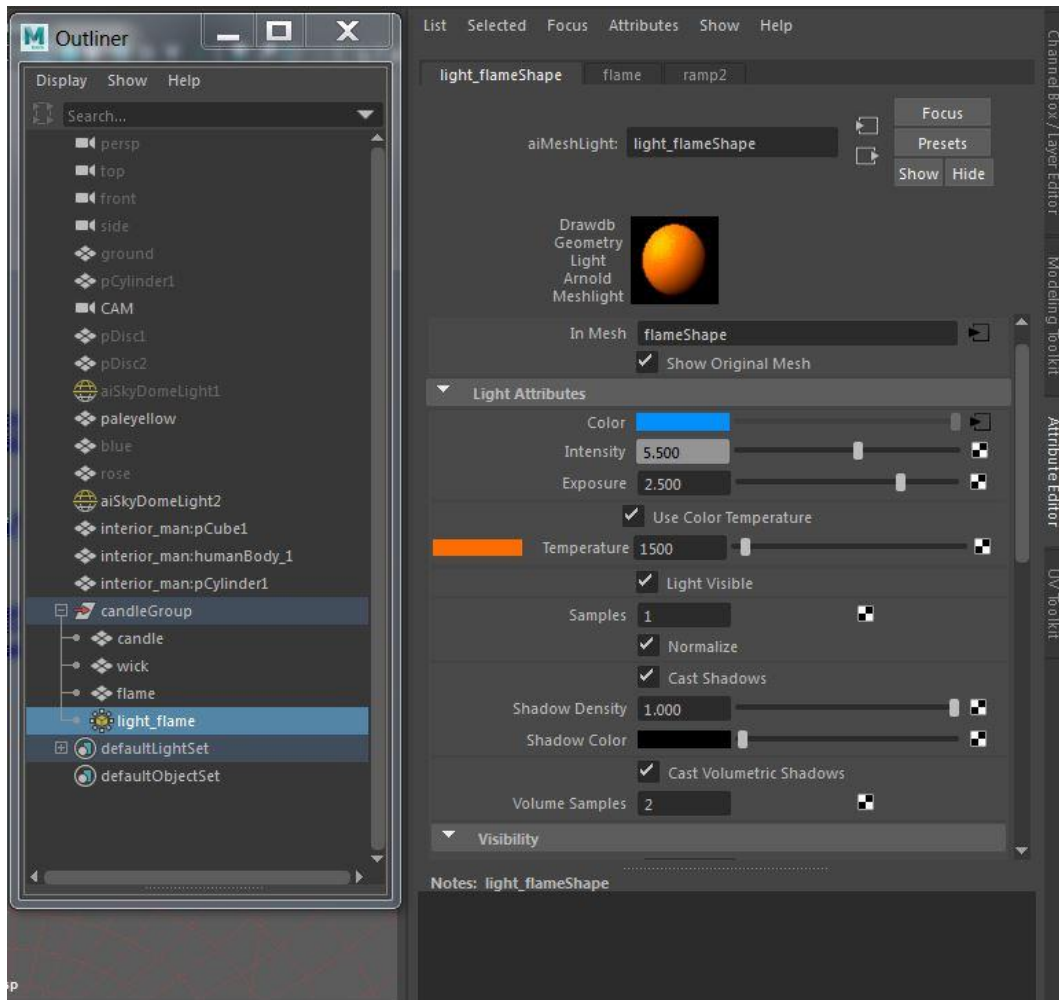 Outliner
Display Show Help
Search...
persp
top
front
side
ground
pCylinder1
CAM
pDisc1
pDisc2
aiSkyDomeLight1
paleyellow
blue
rose
aiSkyDomeLight2
interior_man:pCube1
interior_man:humanBody_1
interior_man:pCylinder1
candleGroup
candle
wick
flame
light_flame
defaultLightSet
defaultObjectSet
List Selected Focus Attributes Show Help
light_flameShape flame ramp2
aiMeshLight: light_flameShape
Focus
Presets
Show Hide
Drawdb
Geometry
Light
Arnold
Meshlight
In Mesh flameShape
Show Original Mesh
Light Attributes
Color
Intensity 5.500
Exposure 2.500
Use Color Temperature
Temperature 1500
Light Visible
Samples 1
Normalize
Cast Shadows
Shadow Density 1.000
Shadow Color
Cast Volumetric Shadows
Volume Samples 2
Visibility
Notes: light_flameShape
Channel Box / Layer Editor
Modeling Toolkit
Attribute Editor
UV Toolkit